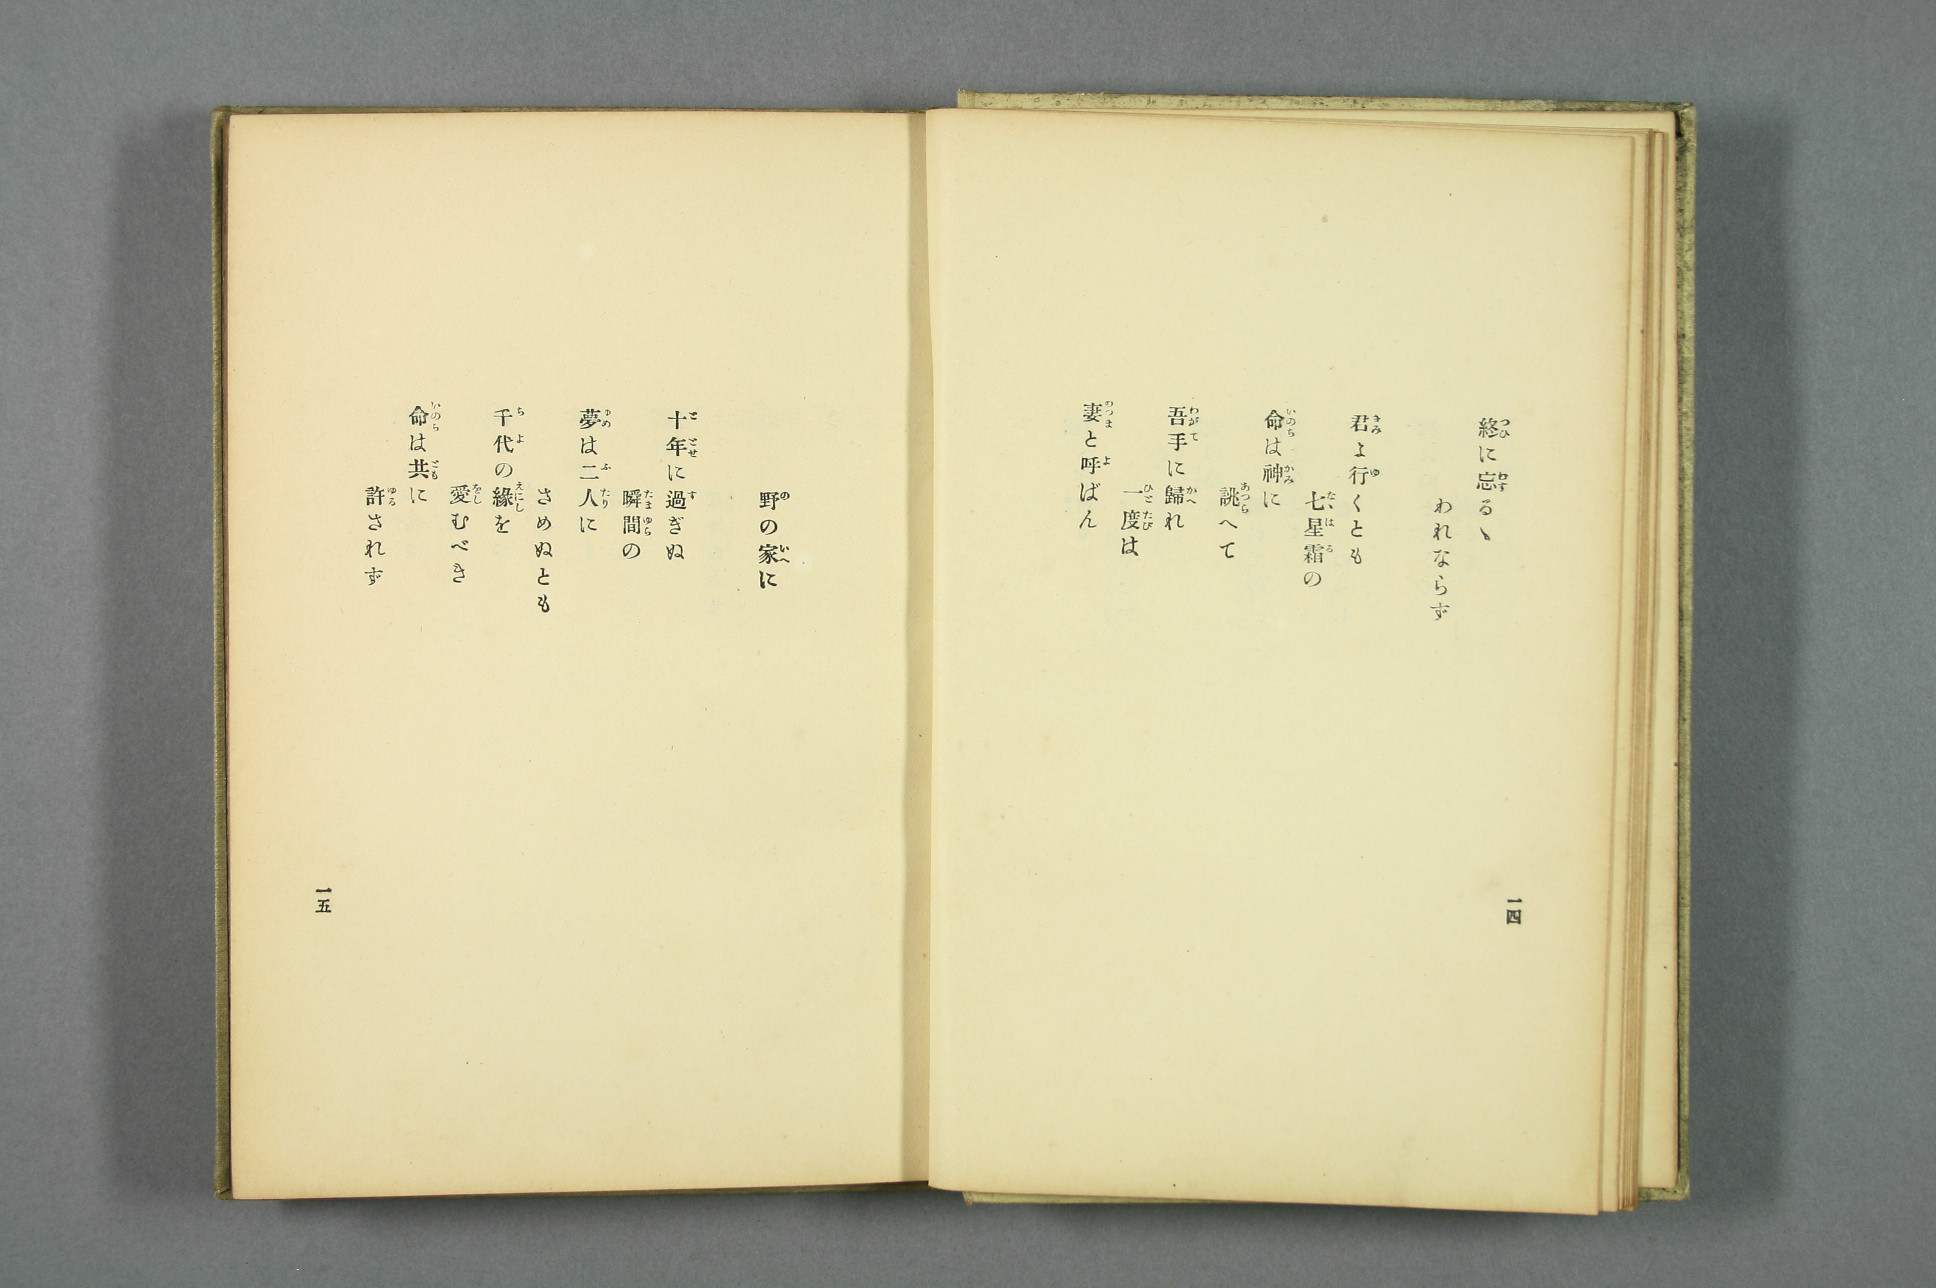 終に忘るヽ
われならず
君よ行くとも
七星霜の
命は神に
誂へて
吾手に歸れ
一度は
妻と呼ばん
一四
野の家に
十年に過ぎぬ
瞬間の
夢は二人に
さめぬとも
千代の緣を
愛むべき
命は共に
許されず
一五